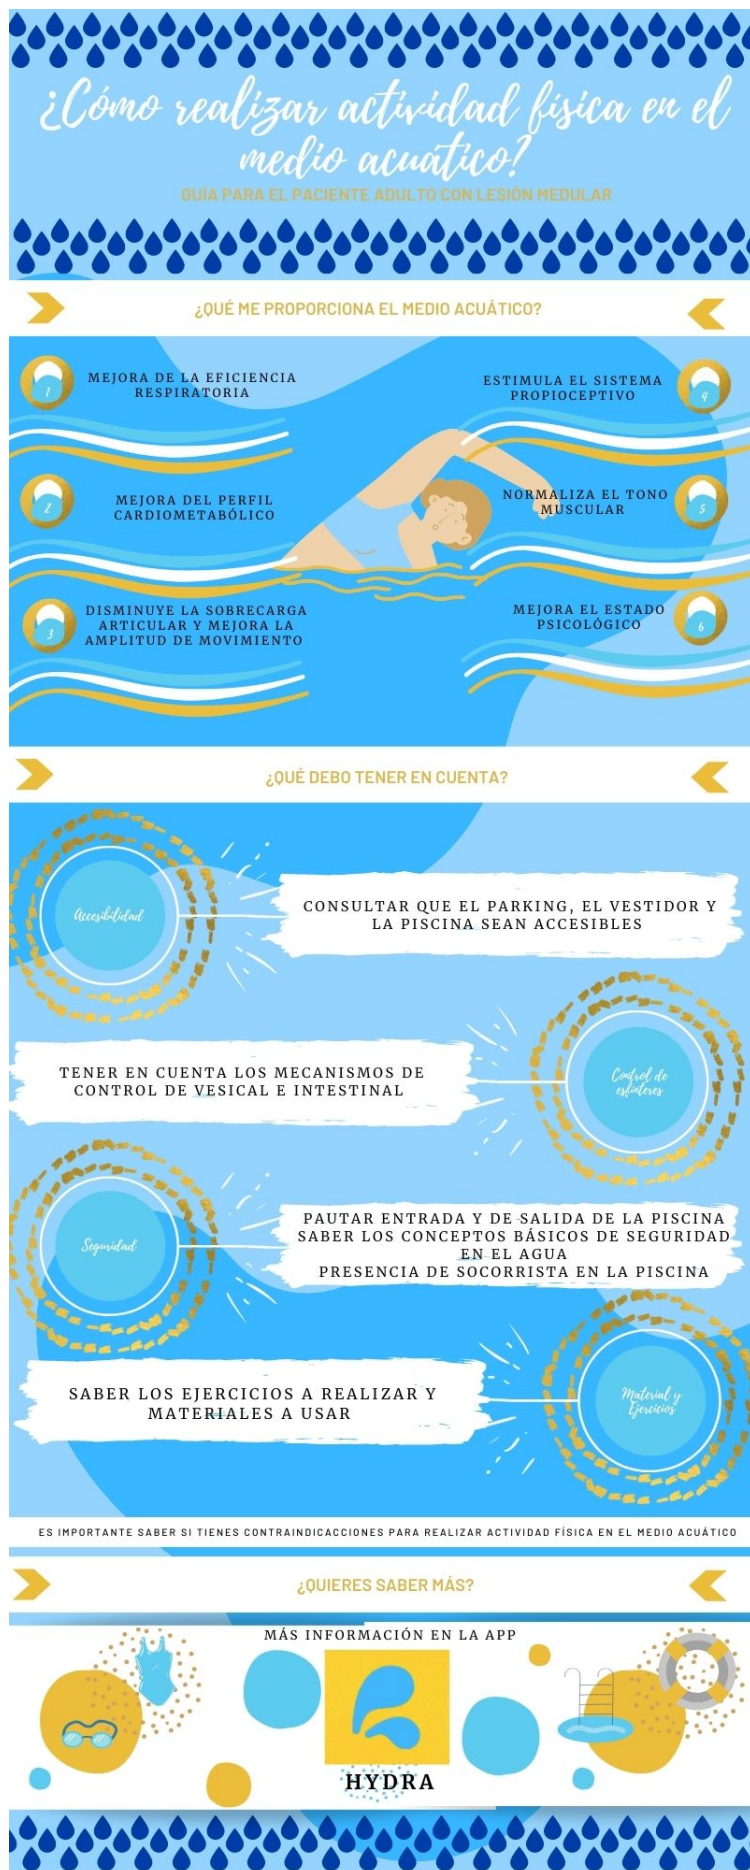 ¿Cómo realizar actividad física en el
medio acuático?
GUÍA PARA EL PACIENTE ADULTO CON LESIÓN MEDULAR
¿QUÉ ME PROPORCIONA EL MEDIO ACUÁTICO?
1
MEJORA DE LA EFICIENCIA
RESPIRATORIA
2
MEJORA DEL PERFIL
CARDIOMETABÓLICO
3
DISMINUYE LA SOBRECARGA
ARTICULAR Y MEJORA LA
AMPLITUD DE MOVIMIENTO
ESTIMULA EL SISTEMA
PROPIOCEPTIVO
4
NORMALIZA EL TONO
MUSCULAR
5
MEJORA EL ESTADO
PSICOLÓGICO
6
¿QUÉ DEBO TENER EN CUENTA?
Accesibilidad
CONSULTAR QUE EL PARKING, EL VESTIDOR Y
LA PISCINA SEAN ACCESIBLES
TENER EN CUENTA LOS MECANISMOS DE
CONTROL DE VESICAL E INTESTINAL
Control de
esfínteres
Seguridad
PAUTAR ENTRADA Y DE SALIDA DE LA PISCINA
SABER LOS CONCEPTOS BÁSICOS DE SEGURIDAD
EN EL AGUA
PRESENCIA DE SOCORRISTA EN LA PISCINA
SABER LOS EJERCICIOS A REALIZAR Y
MATERIALES A USAR
Material y
Ejercicios
ES IMPORTANTE SABER SI TIENES CONTRAINDICACCIONES PARA REALIZAR ACTIVIDAD FÍSICA EN EL MEDIO ACUÁTICO
¿QUIERES SABER MÁS?
MÁS INFORMACIÓN EN LA APP
HYDRA